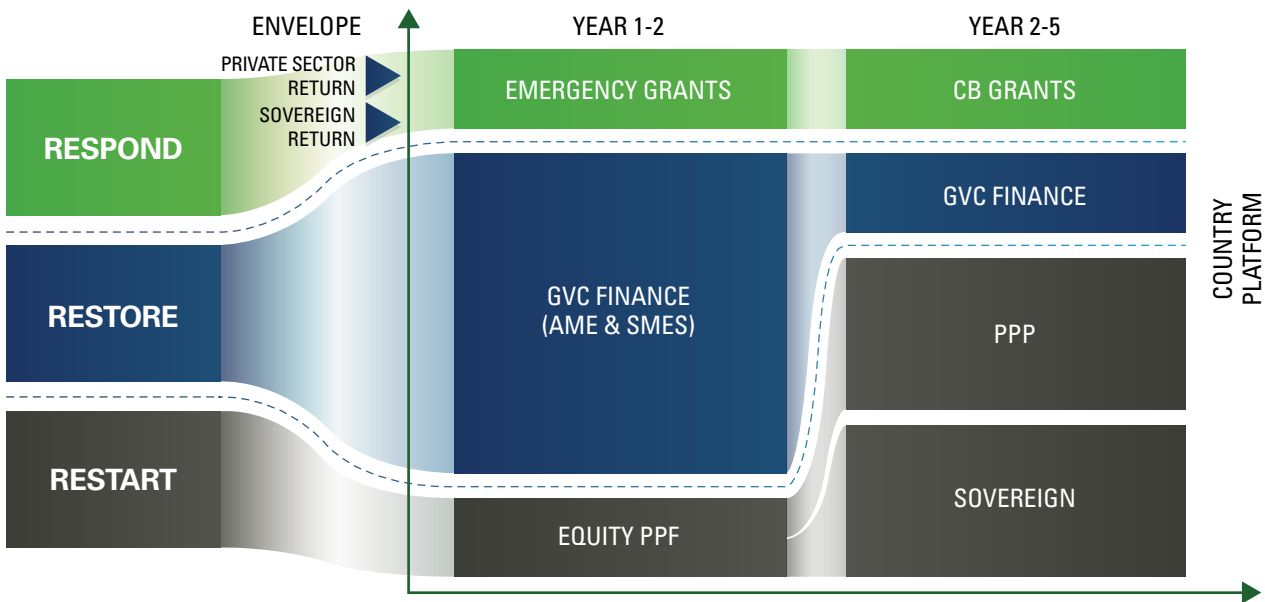 ENVELOPE
YEAR 1-2
YEAR 2-5
PRIVATE SECTOR
RETURN
SOVEREIGN
RETURN
RESPOND
EMERGENCY GRANTS
CB GRANTS
RESTORE
GVC FINANCE
(AME & SMES)
GVC FINANCE
PPP
RESTART
EQUITY PPF
SOVEREIGN
COUNTRY
PLATFORM